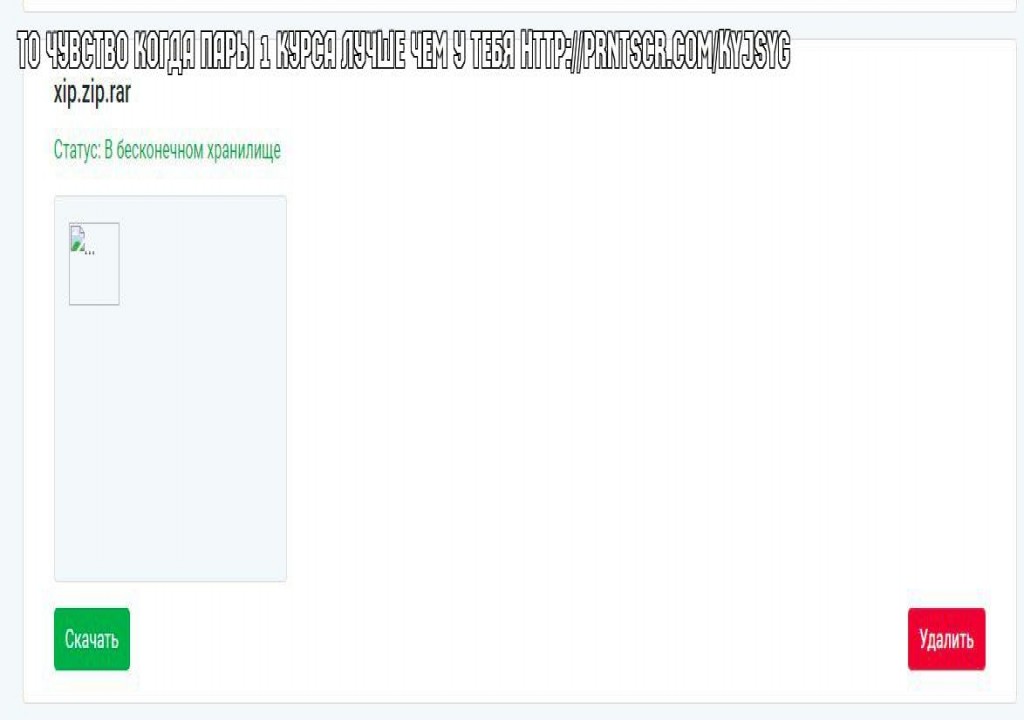 ТО ЧУВСТВО КОГДА ПАРЫ 1 КУРСА ЛУЧШЕ ЧЕМ У ТЕБЯ HTTP://PRNTSCR.COM/KYJSYG
xip.zip.rar
Статус: В бесконечном хранилище
...
Скачать
Удалить